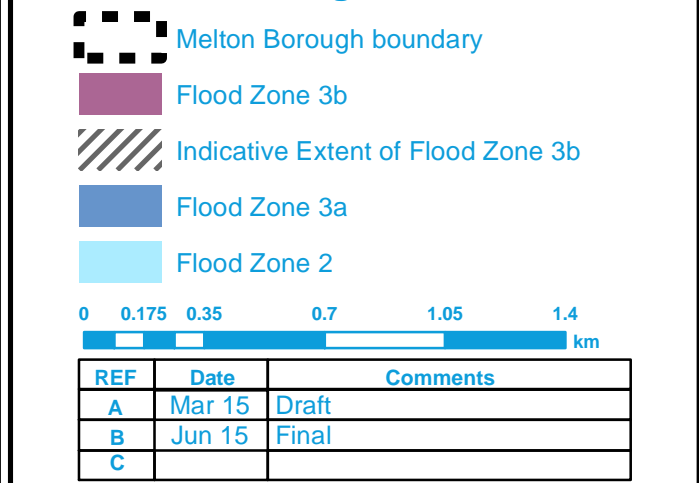 Melton Borough boundary
Flood Zone 3b
Indicative Extent of Flood Zone 3b
Flood Zone 3a
Flood Zone 2
0 0.175 0.35 0.7 1.05 1.4
km
REF Date Comments
A Mar 15 Draft
B Jun 15 Final
C